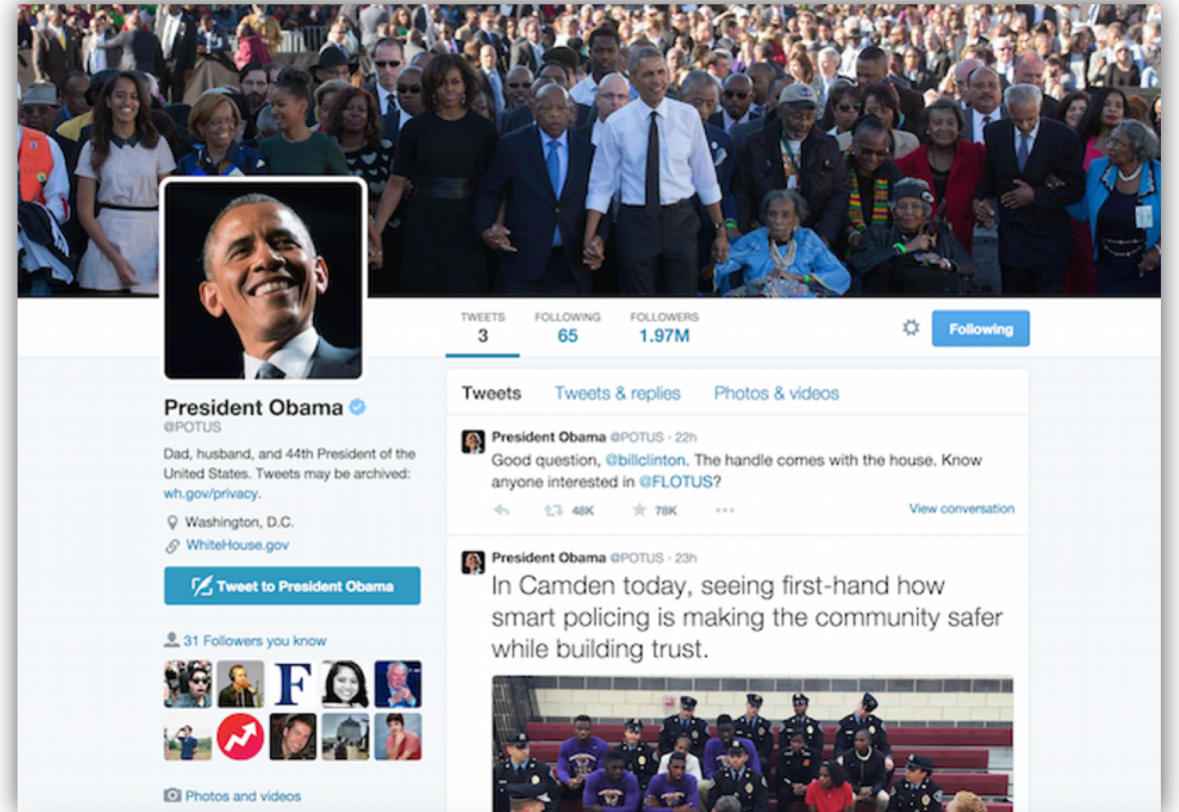 TWEETS
3
FOLLOWING
65
FOLLOWERS
1.97M
Following
President Obama
@POTUS
Dad, husband, and 44th President of the
United States. Tweets may be archived:
wh.gov/privacy.
Washington, D.C.
WhiteHouse.gov
Tweet to President Obama
31 Followers you know
F
Photos and videos
Tweets
Tweets & replies
Photos & videos
President Obama @POTUS · 22h
Good question, @billclinton. The handle comes with the house. Know
anyone interested in @FLOTUS?
48K
78K
View conversation
President Obama @POTUS · 23h
In Camden today, seeing first-hand how
smart policing is making the community safer
while building trust.